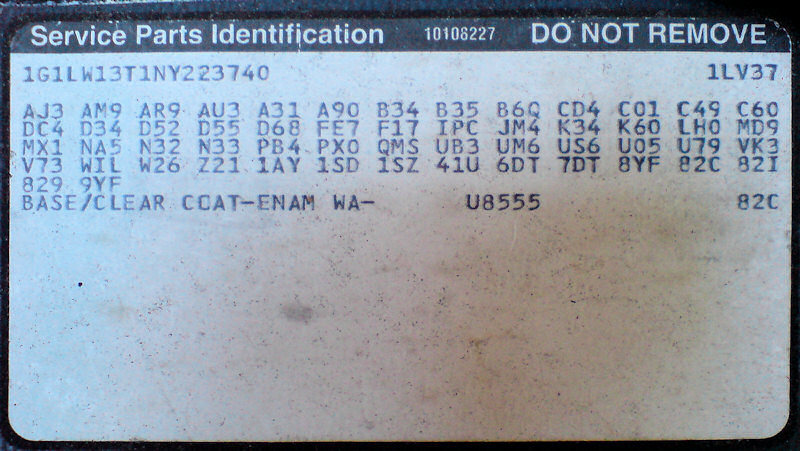 Service Parts Identification 10108227 DO NOT REMOVE
1G1LW13T1NY223740 1LV37
AJ3 AM9 AR9 AU3 A31 A90 B34 B35 B6Q CD4 C01 C49 C60
DC4 D34 D52 D55 D68 FE7 F17 IPC JM4 K34 K60 LH0 MD9
MX1 NA5 N32 N33 PB4 PX0 QMS UB3 UM6 US6 U05 U79 VK3
V73 WIL W26 Z21 1AY 1SD 1SZ 41U 6DT 7DT 8YF 82C 82I
829 9YF
BASE/CLEAR COAT-ENAM WA- U8555 82C